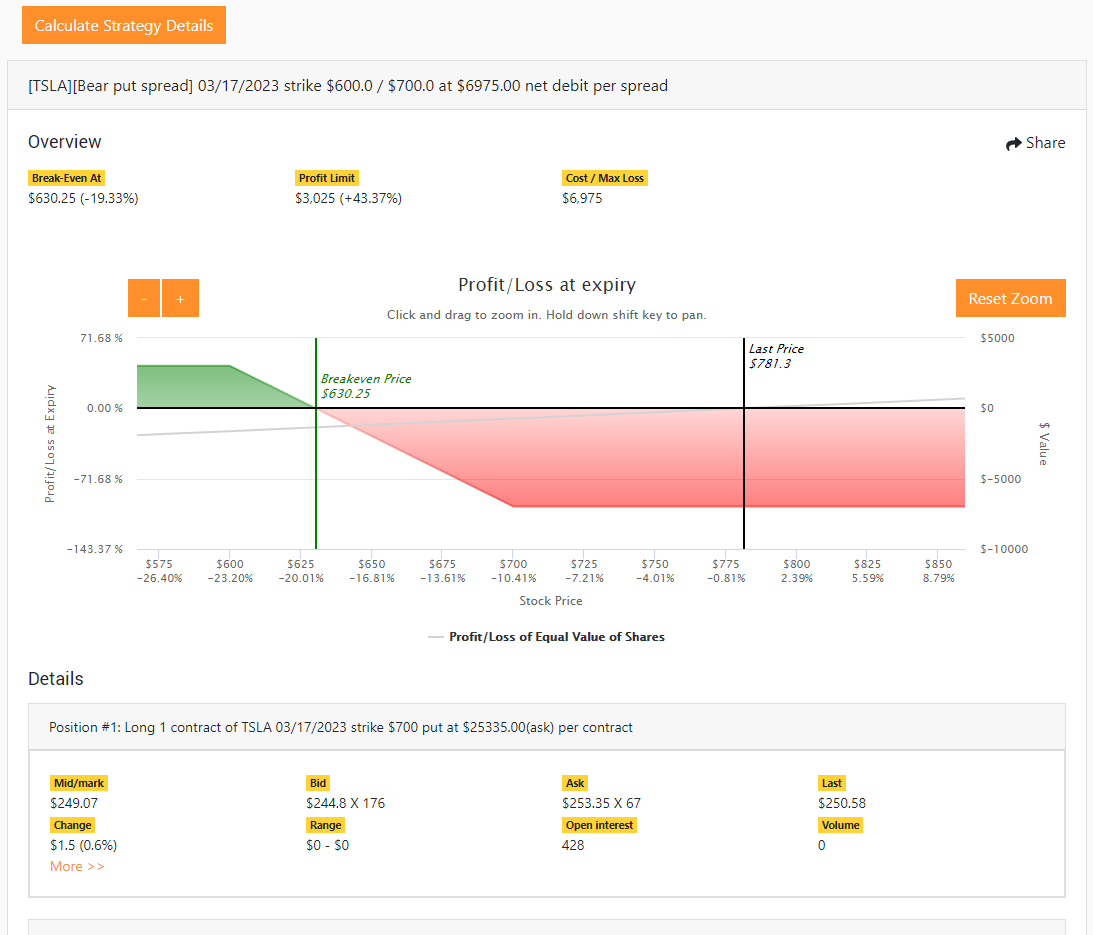 Calculate Strategy Details
[TSLA][Bear put spread] 03/17/2023 strike $600.0 / $700.0 at $6975.00 net debit per spread
Overview
Share
Break-Even At Profit Limit Cost / Max Loss
$630.25 (-19.33%) $3,025 (+43.37%) $6,975
- + Profit/Loss at expiry Reset Zoom
Click and drag to zoom in. Hold down shift key to pan.
71.68 % $5000
Last Price
$781.3
Breakeven Price
$630.25
0.00 % $0
Profit/Loss at Expiry
$ Value
−71.68 % $−5000
−143.37 % $−10000
$575 $600 $625 $650 $675 $700 $725 $750 $775 $800 $825 $850
−26.40% −23.20% −20.01% −16.81% −13.61% −10.41% −7.21% −4.01% −0.81% 2.39% 5.59% 8.79%
Stock Price
Profit/Loss of Equal Value of Shares
Details
Position #1: Long 1 contract of TSLA 03/17/2023 strike $700 put at $25335.00(ask) per contract
Mid/mark Bid Ask Last
$249.07 $244.8 X 176 $253.35 X 67 $250.58
Change Range Open interest Volume
$1.5 (0.6%) $0 - $0 428 0
More >>